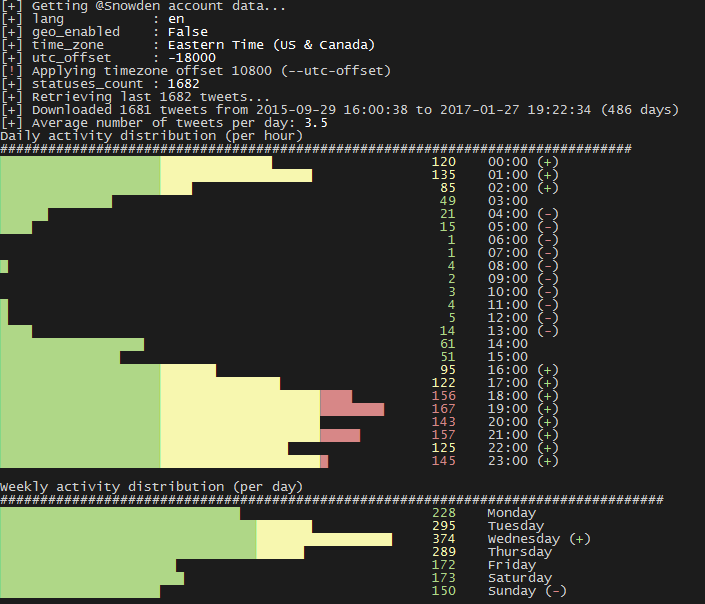 [+] Getting @Snowden account data...
[+] lang           : en
[+] geo_enabled    : False
[+] time_zone      : Eastern Time (US & Canada)
[+] utc_offset     : -18000
[!] Applying timezone offset 10800 (--utc-offset)
[+] statuses_count : 1682
[+] Retrieving last 1682 tweets...
[+] Downloaded 1681 tweets from 2015-09-29 16:00:38 to 2017-01-27 19:22:34 (486 days)
[+] Average number of tweets per day: 3.5
Daily activity distribution (per hour)
###############################################################################
120 00:00 (+)
135 01:00 (+)
85 02:00 (+)
49 03:00
21 04:00 (-)
15 05:00 (-)
1 06:00 (-)
1 07:00 (-)
4 08:00 (-)
2 09:00 (-)
3 10:00 (-)
4 11:00 (-)
5 12:00 (-)
14 13:00 (-)
61 14:00
51 15:00
95 16:00 (+)
122 17:00 (+)
156 18:00 (+)
167 19:00 (+)
143 20:00 (+)
157 21:00 (+)
125 22:00 (+)
145 23:00 (+)
Weekly activity distribution (per day)
###################################################################################
228 Monday
295 Tuesday
374 Wednesday (+)
289 Thursday
172 Friday
173 Saturday
150 Sunday (-)